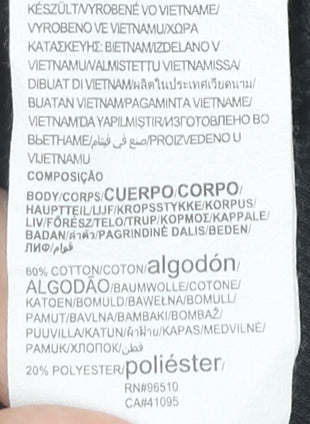 KÉSZÜLT/VYROBENÉ VO VIETNAME/
VYROBENO VE VIETNAMU/ΧΩΡΑ
ΚΑΤΑΣΚΕΥΗΣ: ΒΙΕΤΝΑΜ/IZDELANO V
VIETNAMU/VALMISTETTU VIETNAMISSA/
DIBUAT DI VIETNAM/ผลิตในประเทศเวียดนาม/
BUATAN VIETNAM/PAGAMINTA VIETNAME/
VIETNAM'DA YAPILMIŞTIR/ИЗГОТОВЛЕНО ВО
ВЬЕТНАМЕ/صنع في فيتنام/PROIZVEDENO U
VIJETNAMU
COMPOSIÇÃO
BODY/CORPS/CUERPO/CORPO/
HAUPTTEIL/LIJF/KROPSSTYKKE/KORPUS/
LIV/FŐRÉSZ/TELO/TRUP/ΚΟΡΜΟΣ/KAPPALE/
BADAN/ลำตัว/PAGRINDINĖ DALIS/BEDEN/
ЛИФ/قوام/
60% COTTON/COTON/algodón/
ALGODÃO/BAUMWOLLE/COTONE/
KATOEN/BOMULD/BAWEŁNA/BOMULL/
PAMUT/BAVLNA/BAMBAKI/BOMBAŽ/
PUUVILLA/KATUN/ผ้าฝ้าย/KAPAS/MEDVILNĖ/
PAMUK/ХЛОПОК/قطن/
20% POLYESTER/poliéster/
RN#96510
CA#41095